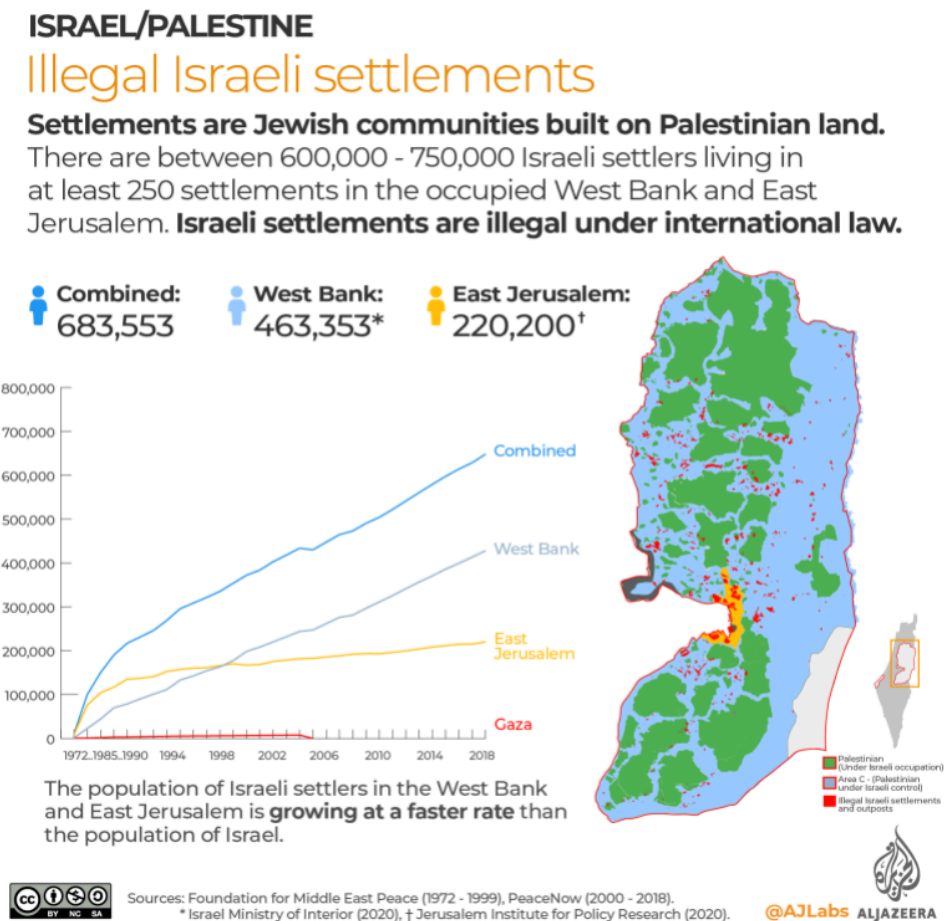 ISRAEL/PALESTINE
Illegal Israeli settlements
Settlements are Jewish communities built on Palestinian land.
There are between 600,000 - 750,000 Israeli settlers living in
at least 250 settlements in the occupied West Bank and East
Jerusalem. Israeli settlements are illegal under international law.
Combined:
683,553
West Bank:
463,353*
East Jerusalem:
220,200†
800,000
700,000
600,000
500,000
400,000
300,000
200,000
100,000
0
Combined
West Bank
East
Jerusalem
Gaza
1972..1985..1990 1994 1998 2002 2006 2010 2014 2018
Palestinian
(Under Israeli occupation)
Area C - (Palestinian
under Israeli control)
Illegal Israeli settlements
and outposts
The population of Israeli settlers in the West Bank
and East Jerusalem is growing at a faster rate than
the population of Israel.
cc
BY NC SA
Sources: Foundation for Middle East Peace (1972 - 1999), PeaceNow (2000 - 2018).
* Israel Ministry of Interior (2020), † Jerusalem Institute for Policy Research (2020).
@AJLabs
ALJAZEERA